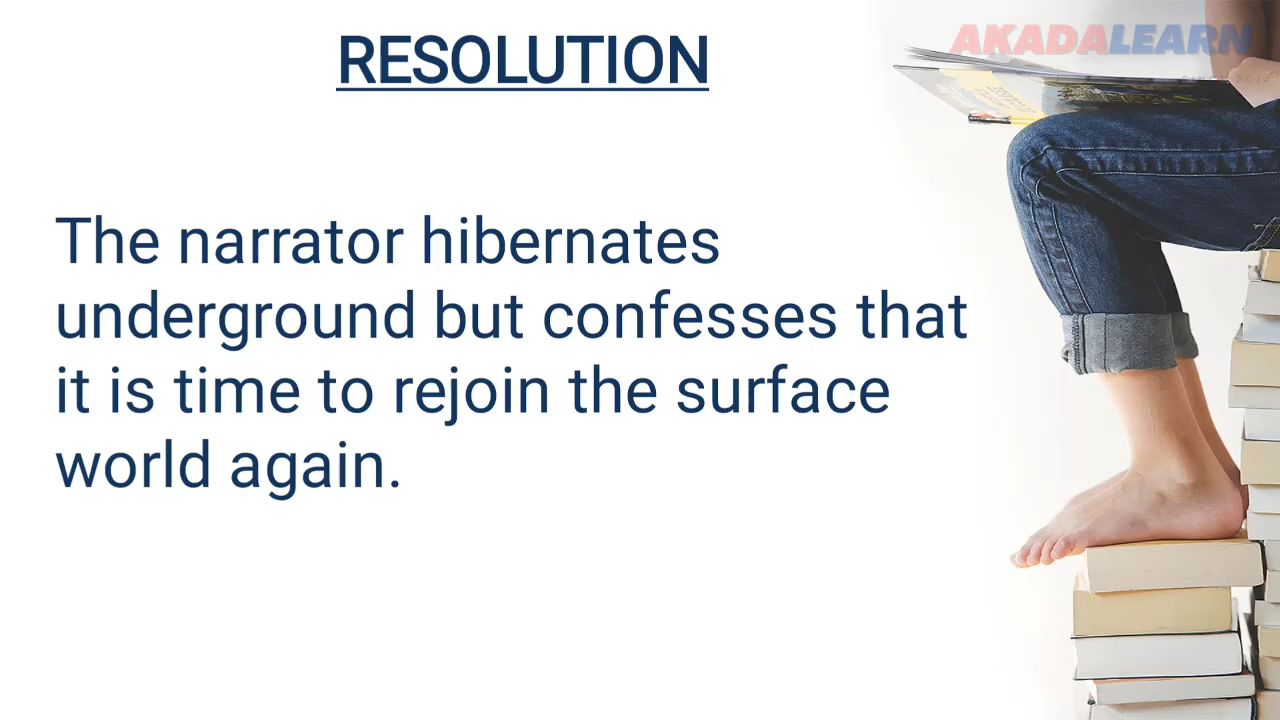 RESOLUTION
AKADALEARN
The narrator hibernates
underground but confesses that
it is time to rejoin the surface
world again.